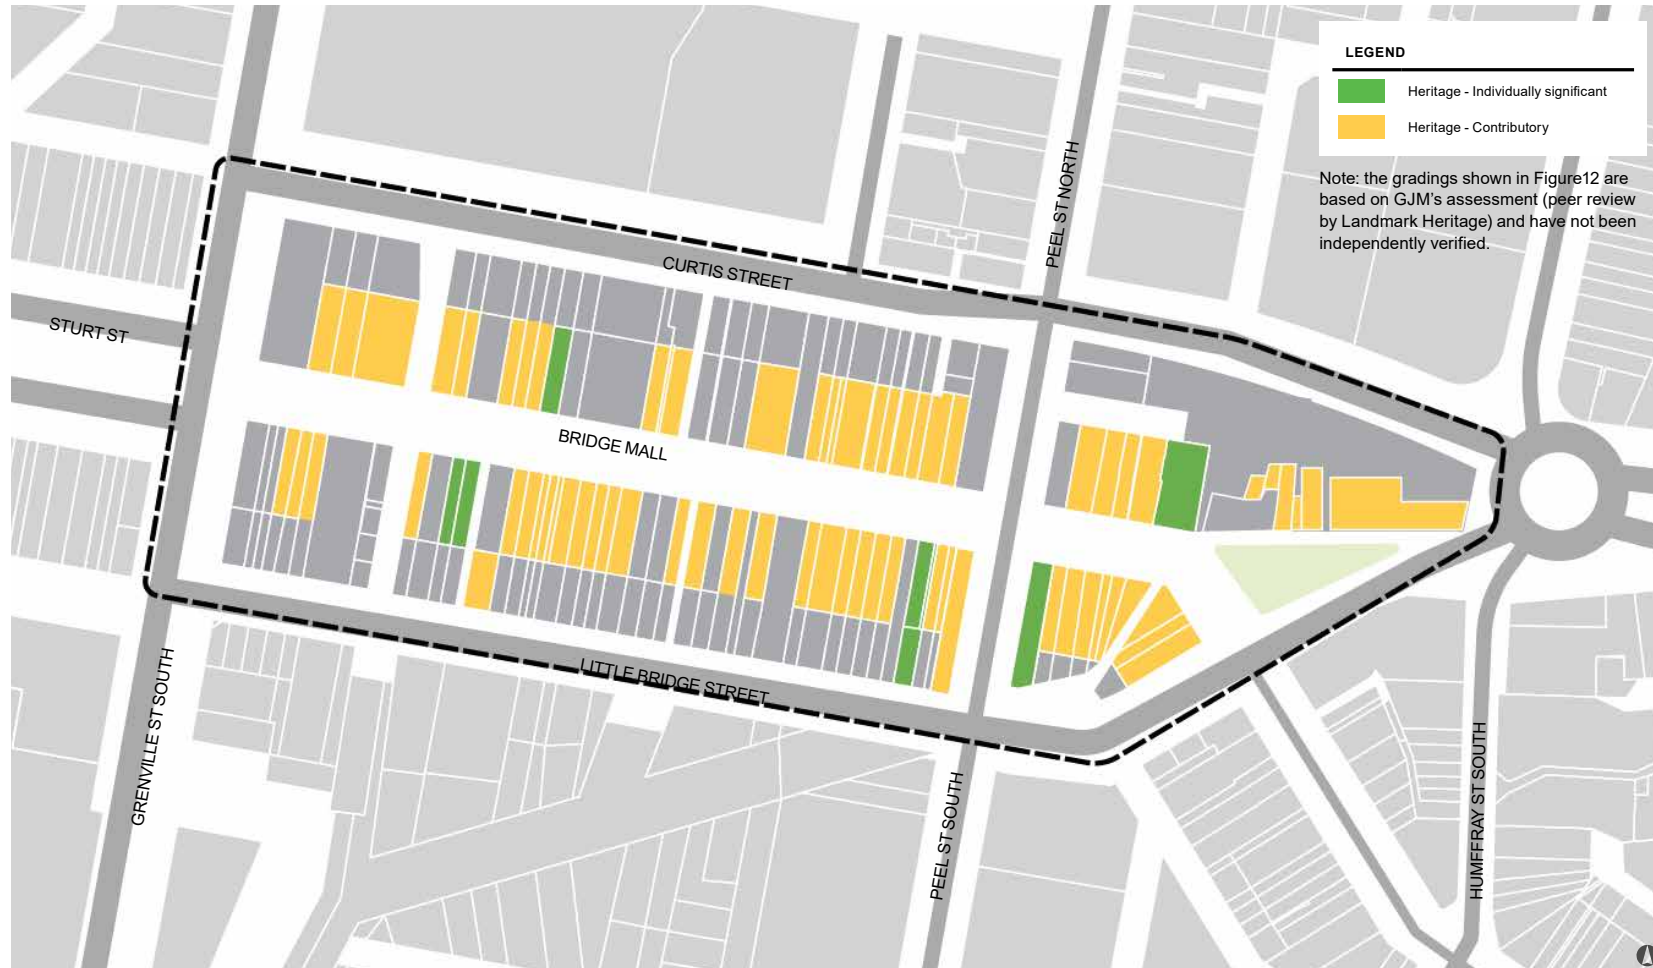 LEGEND
Heritage - Individually significant
Heritage - Contributory
Note: the gradings shown in Figure12 are
based on GJM's assessment (peer review
by Landmark Heritage) and have not been
independently verified.
PEEL ST NORTH
CURTIS STREET
STURT ST
BRIDGE MALL
LITTLE BRIDGE STREET
GRENVILLE ST SOUTH
PEEL ST SOUTH
HUMFFRAY ST SOUTH